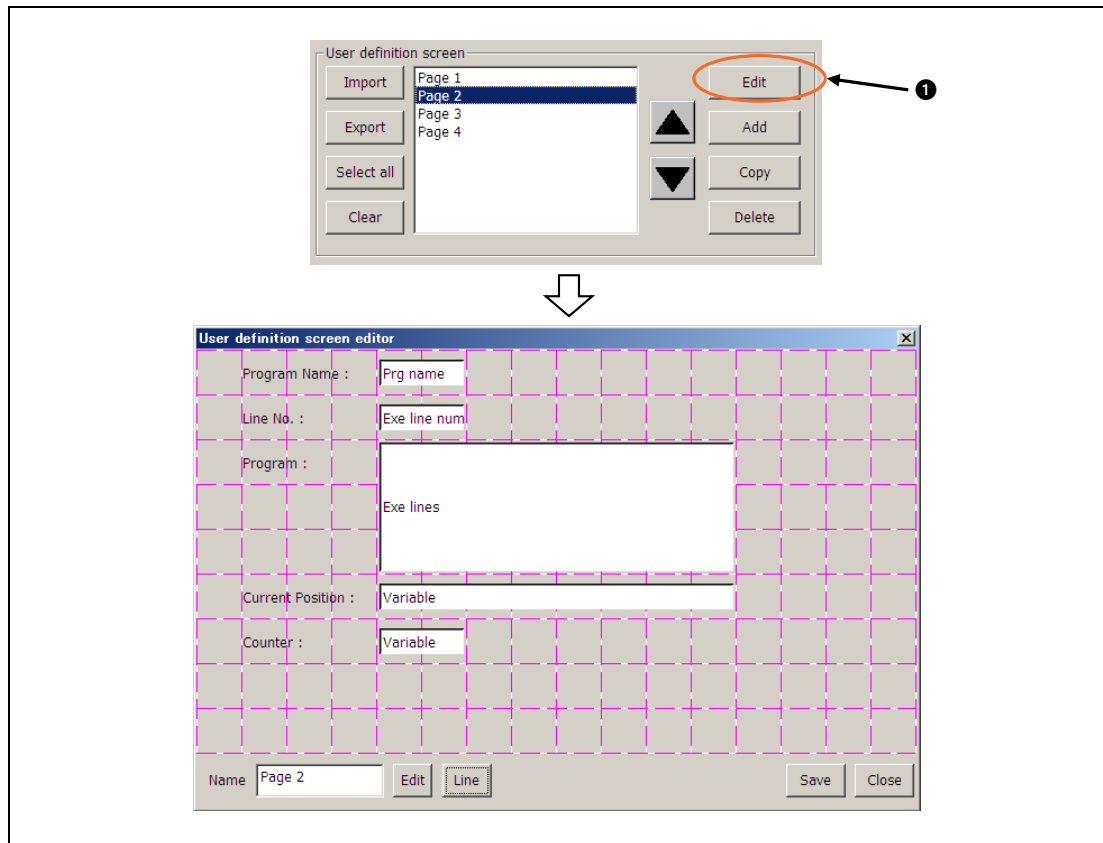 User definition screen
Import
Page 1
Page 2
Page 3
Page 4
Edit
❶
Export
Add
Select all
Copy
Clear
Delete
User definition screen editor
Program Name :
Prg name
Line No. :
Exe line num
Program :
Exe lines
Current Position :
Variable
Counter :
Variable
Name
Page 2
Edit
Line
Save
Close